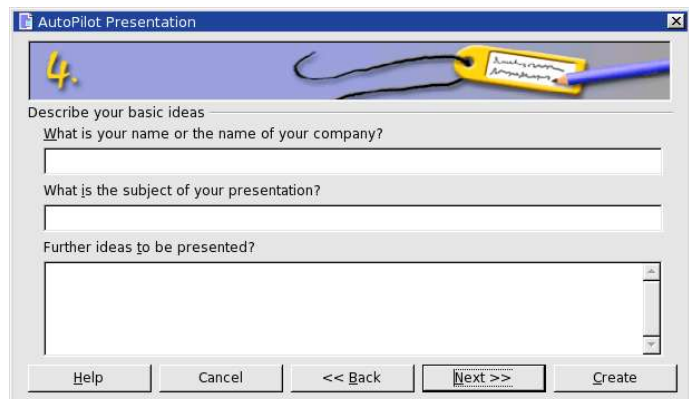 AutoPilot Presentation
4.
Describe your basic ideas
What is your name or the name of your company?
What is the subject of your presentation?
Further ideas to be presented?
Help Cancel << Back Next >> Create